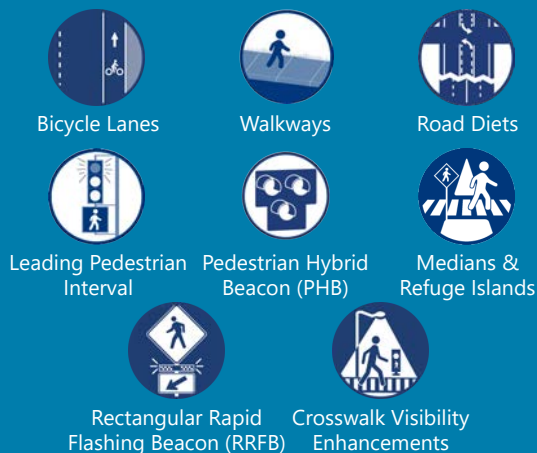 Bicycle Lanes
Walkways
Road Diets
Leading Pedestrian
Interval
Pedestrian Hybrid
Beacon (PHB)
Medians &
Refuge Islands
Rectangular Rapid
Flashing Beacon (RRFB)
Crosswalk Visibility
Enhancements